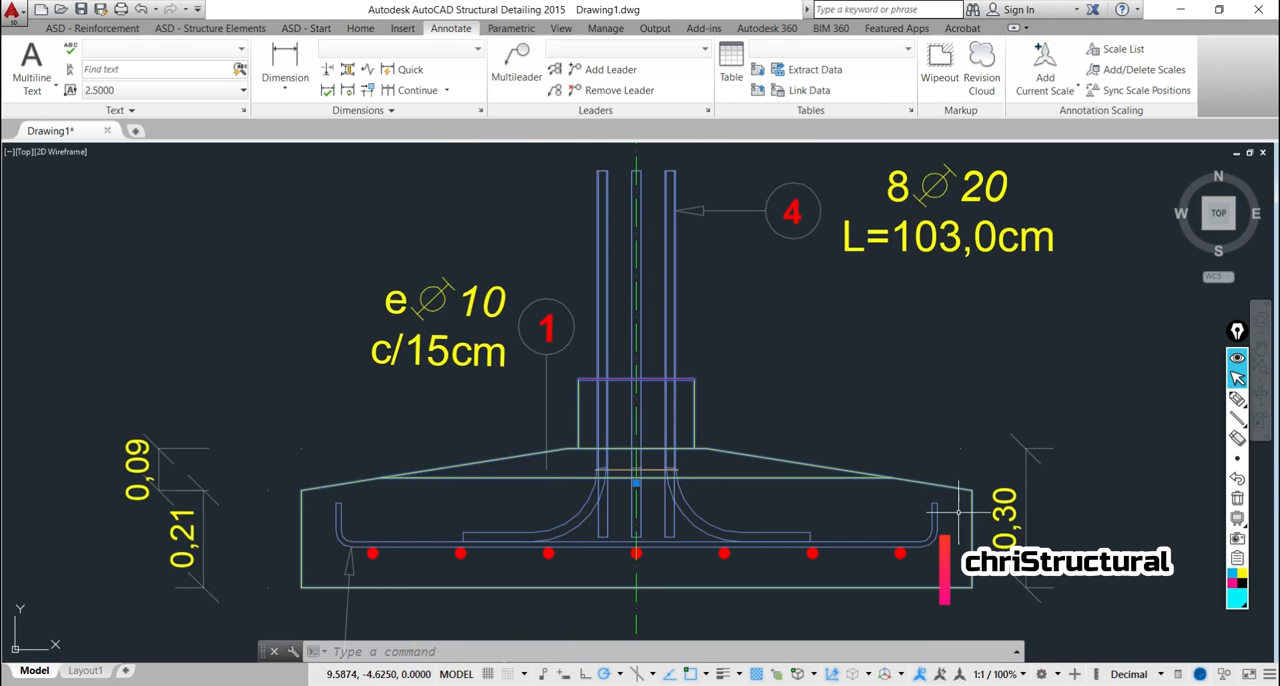 Autodesk AutoCAD Structural Detailing 2015 Drawing1.dwg
Type a keyword or phrase
Sign In
ASD - Reinforcement ASD - Structure Elements ASD - Start Home Insert Annotate Parametric View Manage Output Add-ins Autodesk 360 BIM 360 Featured Apps Acrobat
Multiline Text
Find text
2.5000
Text
Dimension
Quick
Continue
Dimensions
Multileader
Add Leader
Remove Leader
Leaders
Table
Extract Data
Link Data
Tables
Wipeout
Revision Cloud
Markup
Add Current Scale
Scale List
Add/Delete Scales
Sync Scale Positions
Annotation Scaling
Drawing1*
[−][Top][2D Wireframe]
N
W TOP E
S
WCS
4
8∅20
L=103,0cm
e∅10
c/15cm
1
0,09
0,21
0,30
chriStructural
Y
X
Type a command
Model Layout1
9.5874, -4.6250, 0.0000 MODEL
1:1 / 100%
Decimal